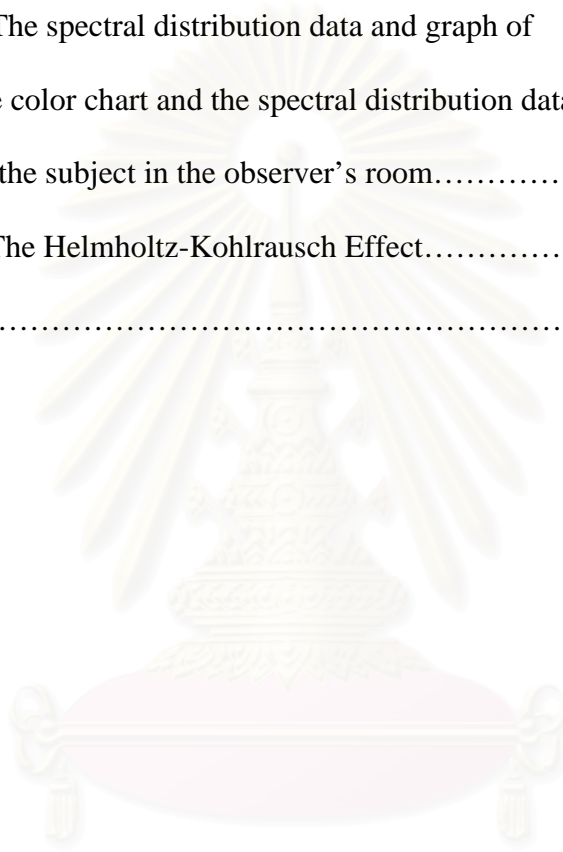 The spectral distribution data and graph of
e color chart and the spectral distribution data
the subject in the observer’s room…………
The Helmholtz-Kohlrausch Effect……………
………………………………………………